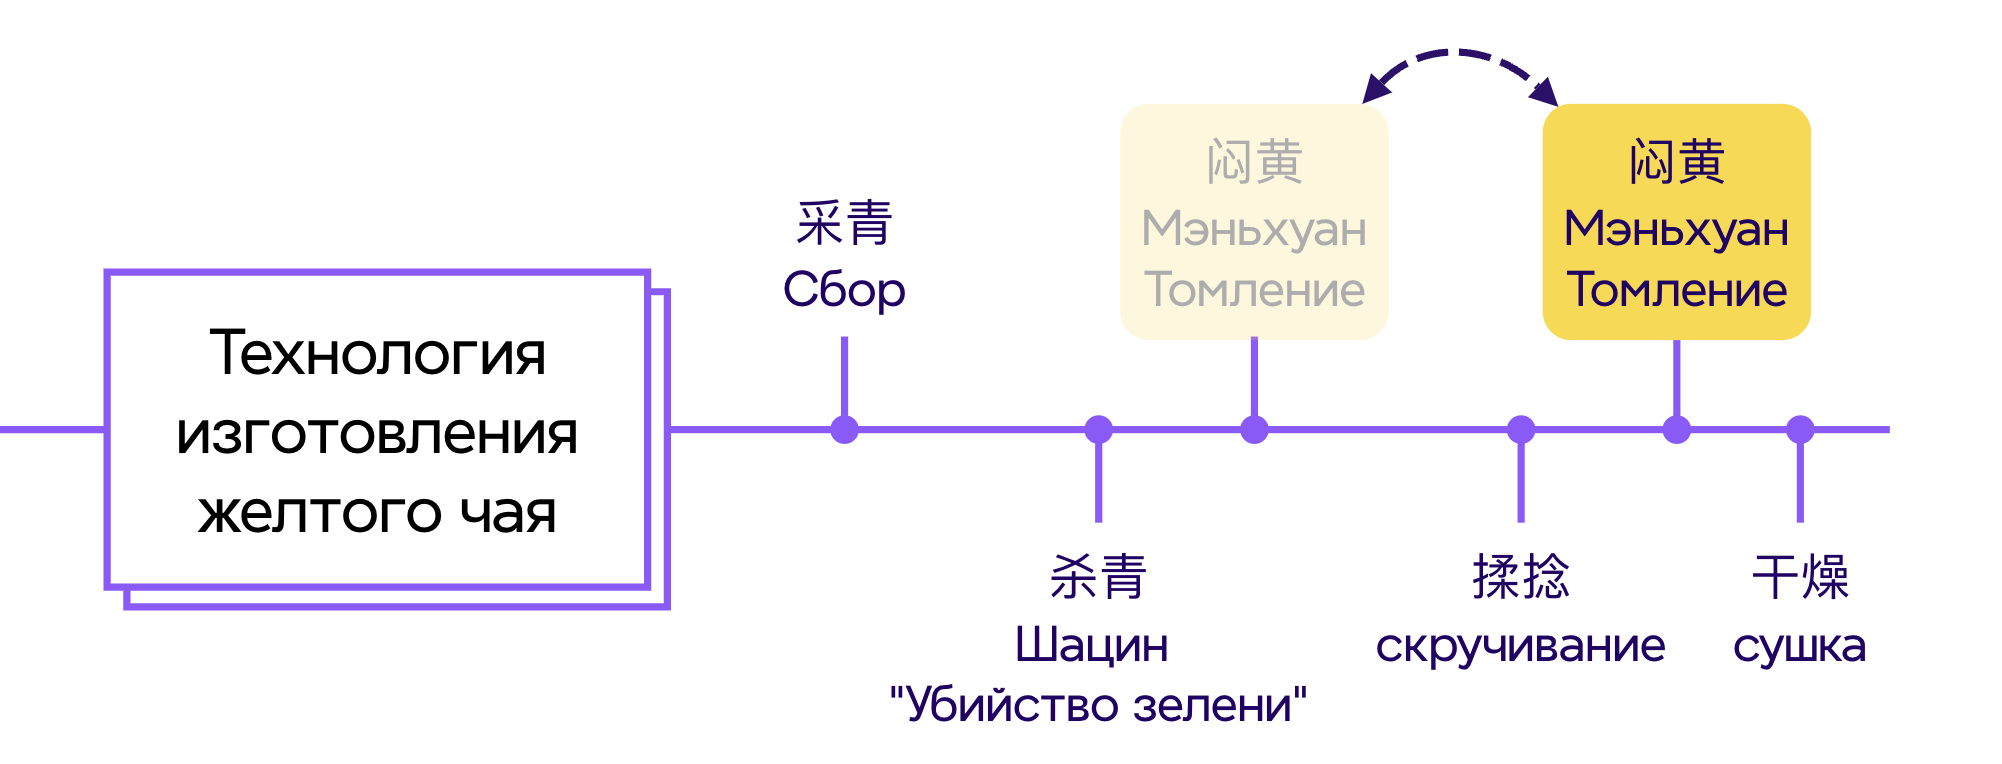 Технология
изготовления
желтого чая
采青
Сбор
杀青
Шацин
"Убийство зелени"
闷黄
Мэньхуан
Томление
揉捻
скручивание
闷黄
Мэньхуан
Томление
干燥
сушка